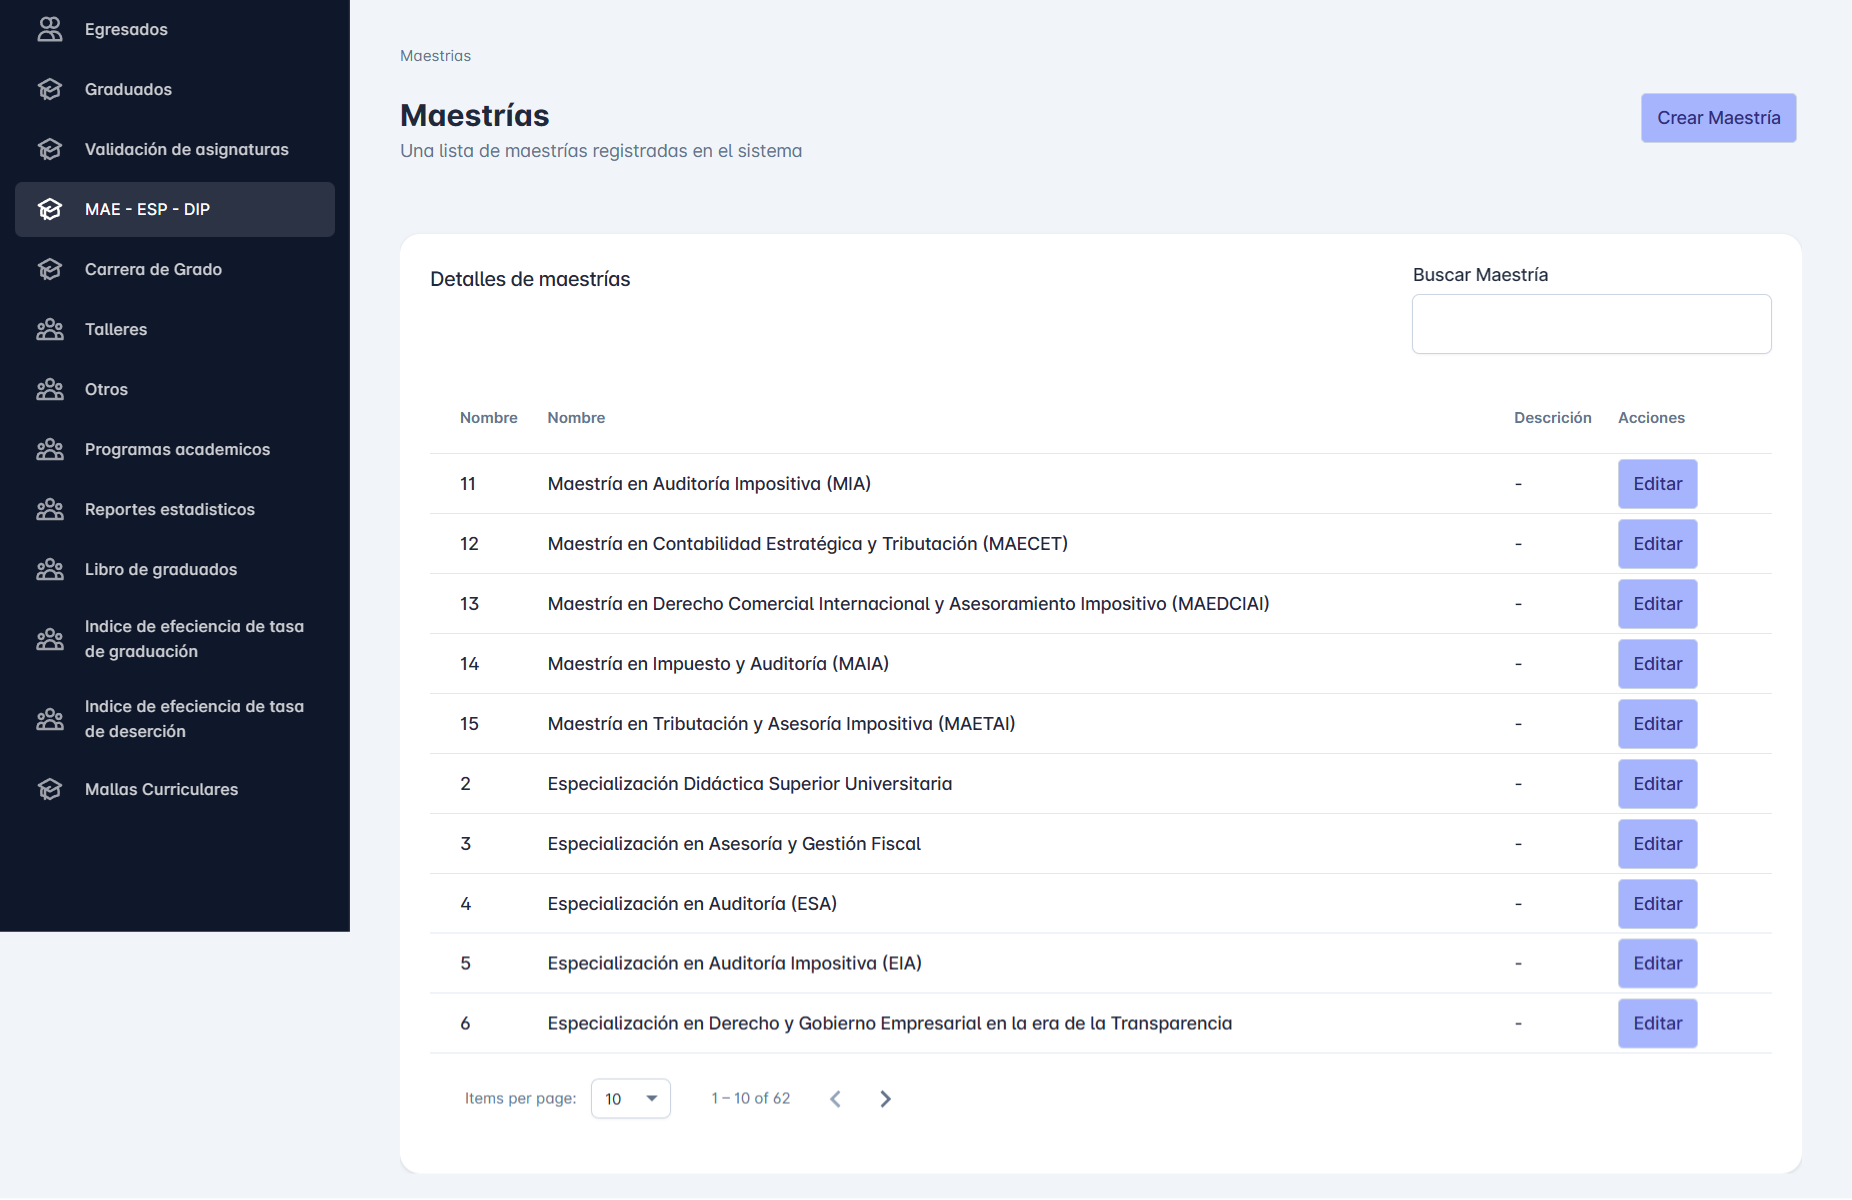 Egresados
Graduados
Validación de asignaturas
MAE - ESP - DIP
Carrera de Grado
Talleres
Otros
Programas academicos
Reportes estadisticos
Libro de graduados
Indice de efeciencia de tasa
de graduación
Indice de efeciencia de tasa
de deserción
Mallas Curriculares
Maestrias
Maestrías
Una lista de maestrías registradas en el sistema
Crear Maestría
Detalles de maestrías
Buscar Maestría
Nombre Nombre Descrición Acciones
11 Maestría en Auditoría Impositiva (MIA) - Editar
12 Maestría en Contabilidad Estratégica y Tributación (MAECET) - Editar
13 Maestría en Derecho Comercial Internacional y Asesoramiento Impositivo (MAEDCIAI) - Editar
14 Maestría en Impuesto y Auditoría (MAIA) - Editar
15 Maestría en Tributación y Asesoría Impositiva (MAETAI) - Editar
2 Especialización Didáctica Superior Universitaria - Editar
3 Especialización en Asesoría y Gestión Fiscal - Editar
4 Especialización en Auditoría (ESA) - Editar
5 Especialización en Auditoría Impositiva (EIA) - Editar
6 Especialización en Derecho y Gobierno Empresarial en la era de la Transparencia - Editar
Items per page: 10 1 – 10 of 62